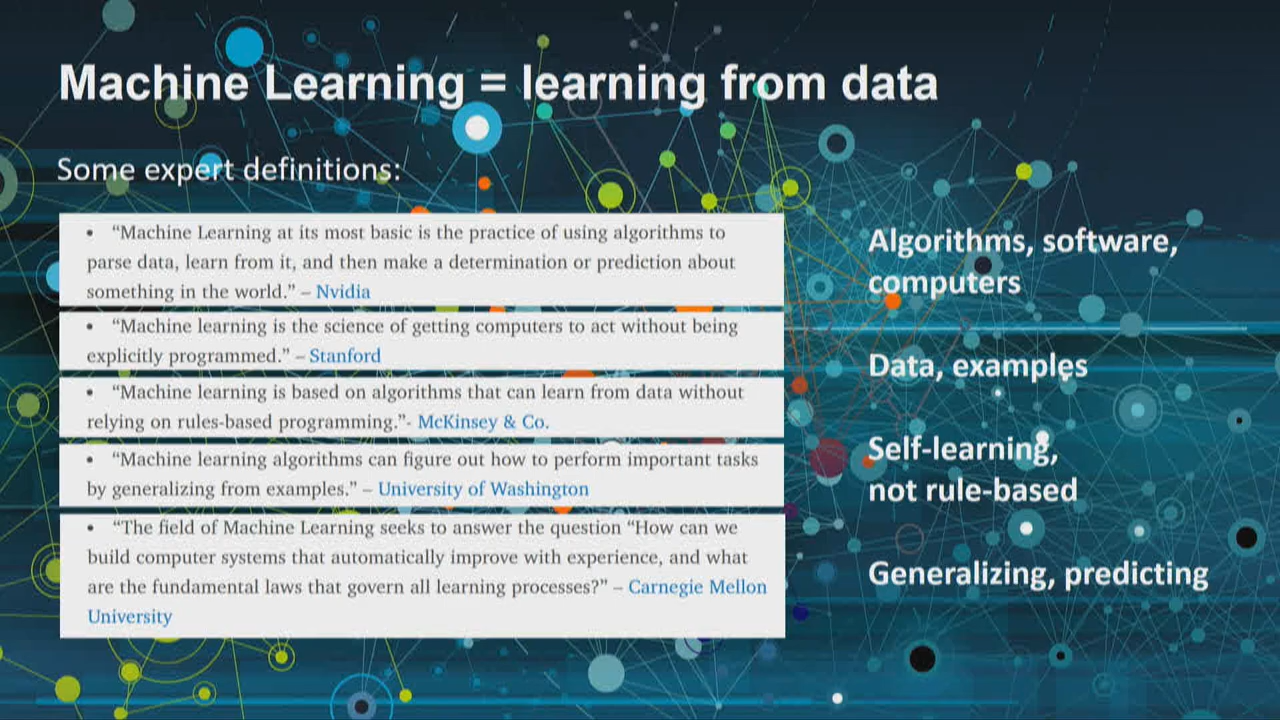 Machine Learning = learning from data
Some expert definitions:
• “Machine Learning at its most basic is the practice of using algorithms to
parse data, learn from it, and then make a determination or prediction about
something in the world.” – Nvidia
• “Machine learning is the science of getting computers to act without being
explicitly programmed.” – Stanford
• “Machine learning is based on algorithms that can learn from data without
relying on rules-based programming.”- McKinsey & Co.
• “Machine learning algorithms can figure out how to perform important tasks
by generalizing from examples.” – University of Washington
• “The field of Machine Learning seeks to answer the question “How can we
build computer systems that automatically improve with experience, and what
are the fundamental laws that govern all learning processes?” – Carnegie Mellon
University
Algorithms, software,
computers
Data, examples
Self-learning,
not rule-based
Generalizing, predicting